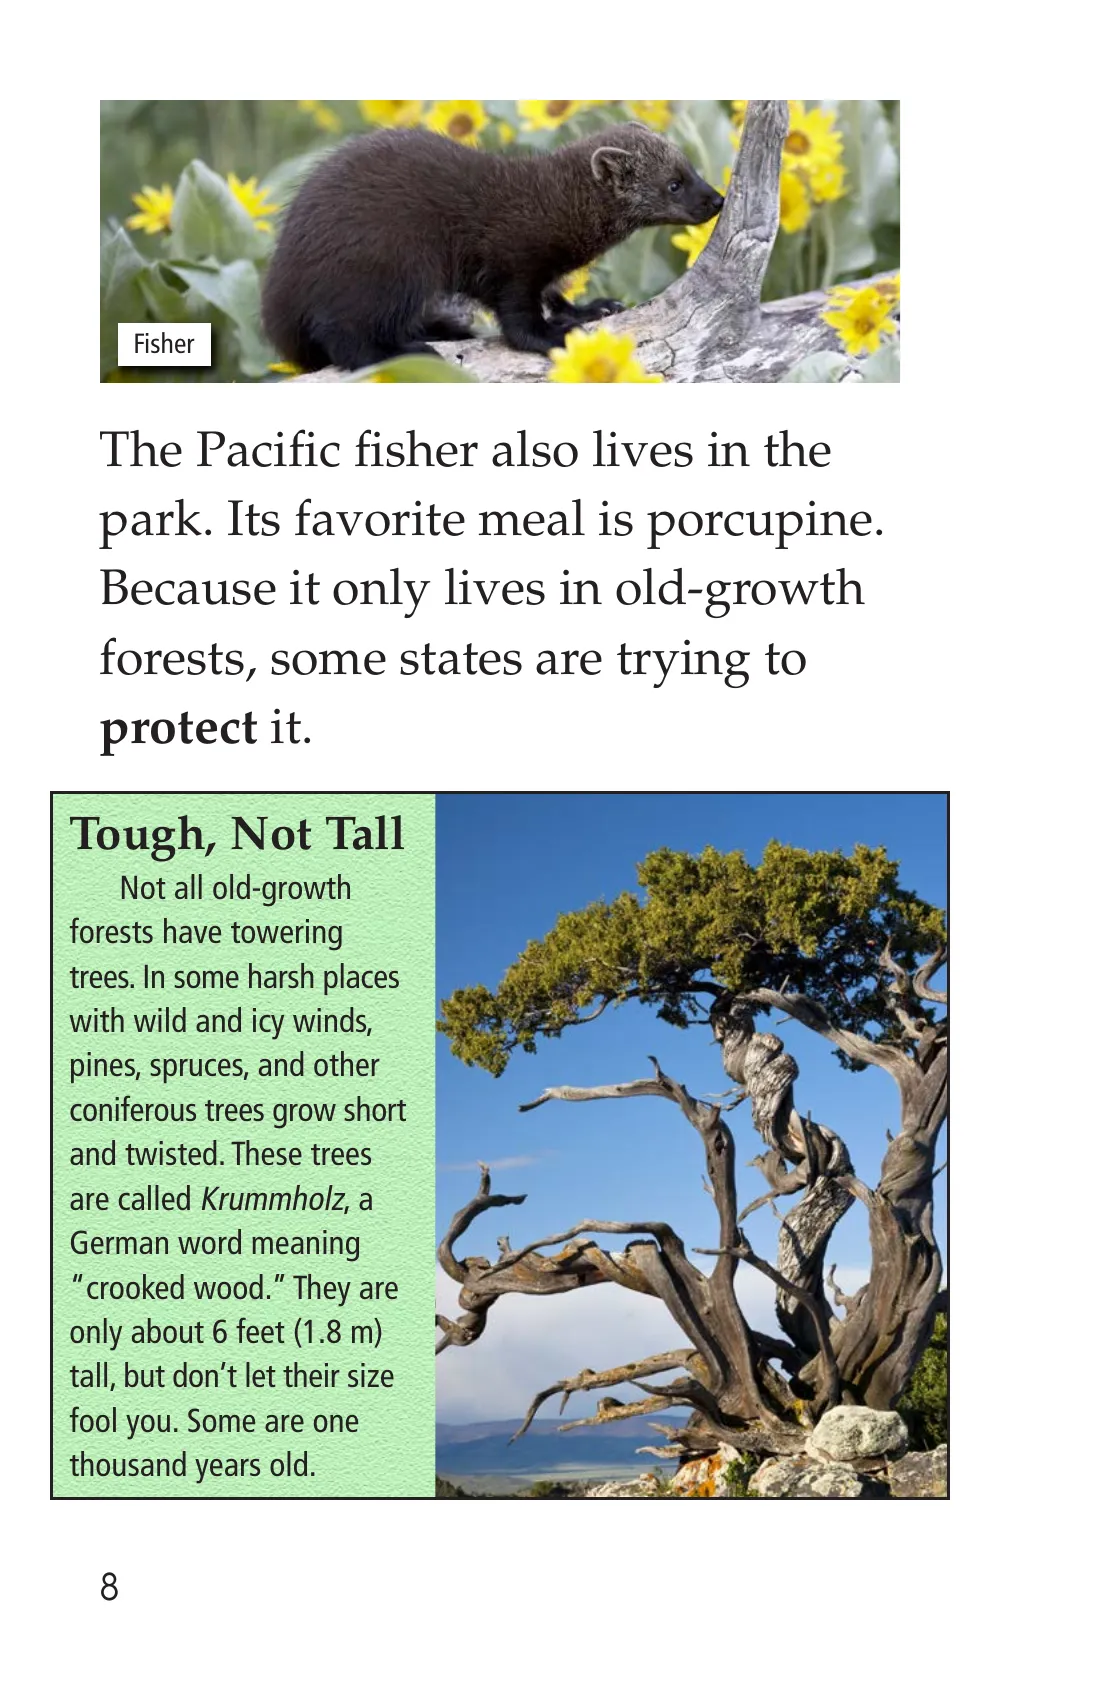 Fisher
The Pacific fisher also lives in the
park. Its favorite meal is porcupine.
Because it only lives in old-growth
forests, some states are trying to
protect it.
Tough, Not Tall
Not all old-growth
forests have towering
trees. In some harsh places
with wild and icy winds,
pines, spruces, and other
coniferous trees grow short
and twisted. These trees
are called Krummholz, a
German word meaning
“crooked wood.” They are
only about 6 feet (1.8 m)
tall, but don’t let their size
fool you. Some are one
thousand years old.
8